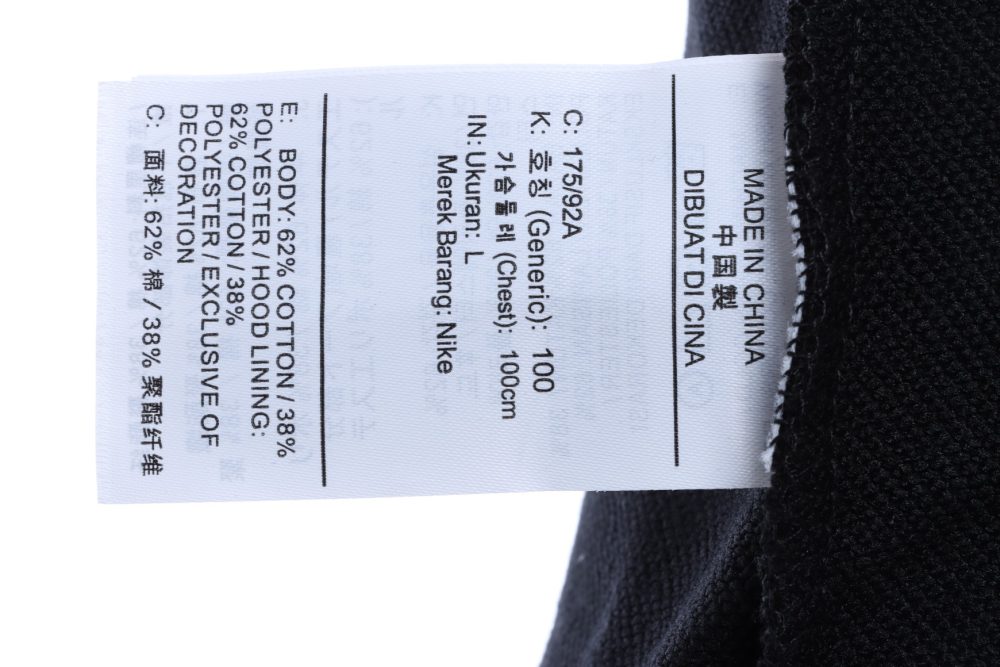 MADE IN CHINA
中国製
DIBUAT DI CINA
C: 175/92A
K: 호칭 (Generic): 100
가슴둘레 (Chest): 100cm
IN: Ukuran: L
Merek Barang: Nike
E: BODY: 62% COTTON / 38%
POLYESTER / HOOD LINING:
62% COTTON / 38%
POLYESTER / EXCLUSIVE OF
DECORATION
C: 面料: 62% 棉 / 38% 聚酯纤维